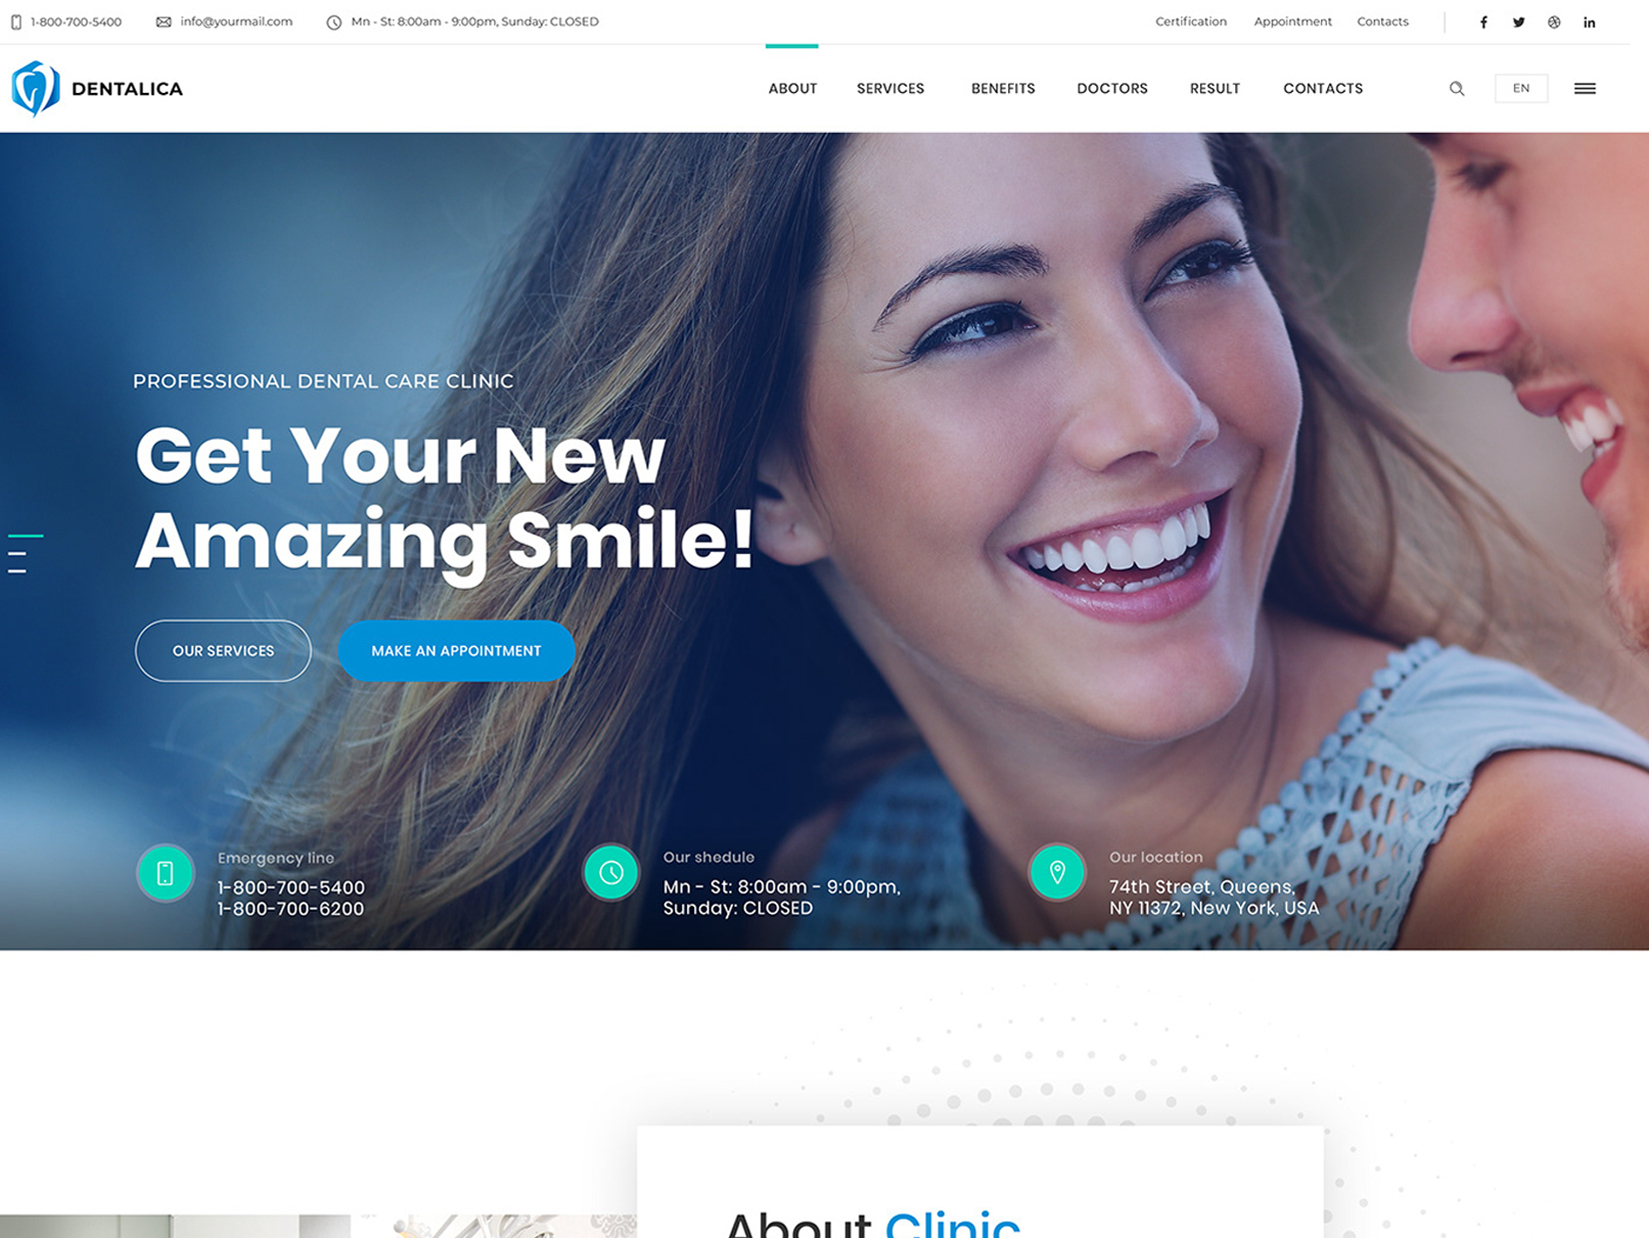 1-800-700-5400
info@yourmail.com
Mn - St: 8:00am - 9:00pm, Sunday: CLOSED
Certification
Appointment
Contacts
DENTALICA
ABOUT
SERVICES
BENEFITS
DOCTORS
RESULT
CONTACTS
EN
PROFESSIONAL DENTAL CARE CLINIC
Get Your New
Amazing Smile!
OUR SERVICES
MAKE AN APPOINTMENT
Emergency line
1-800-700-5400
1-800-700-6200
Our shedule
Mn - St: 8:00am - 9:00pm,
Sunday: CLOSED
Our location
74th Street, Queens,
NY 11372, New York, USA
About Clinic